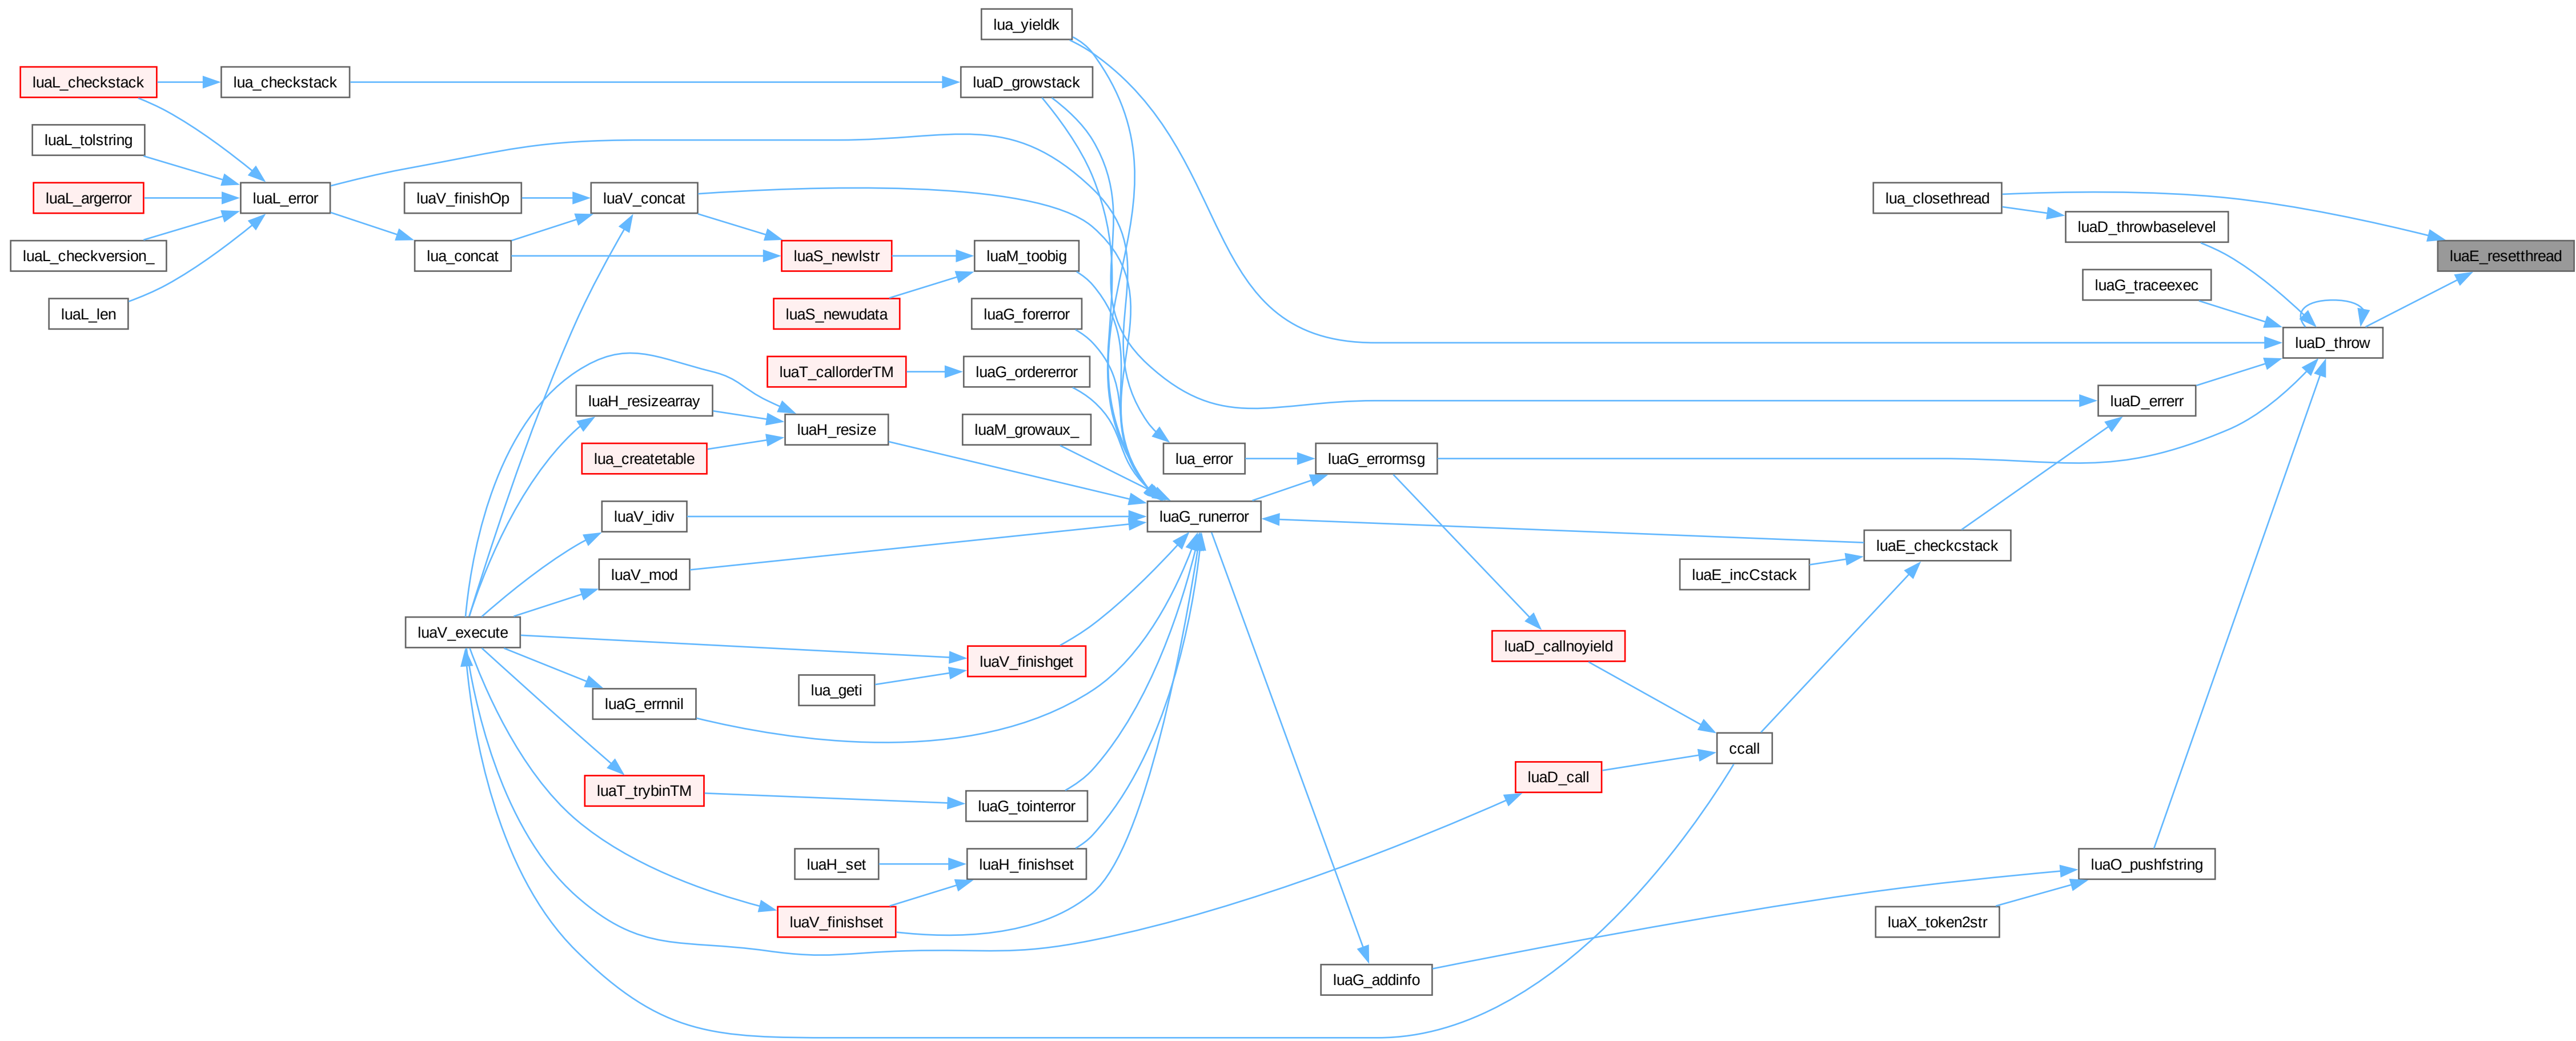 lua_yieldk
luaL_checkstack
lua_checkstack
luaD_growstack
luaL_tolstring
luaL_argerror
luaL_error
luaV_finishOp
luaV_concat
lua_closethread
luaD_throwbaselevel
luaL_checkversion_
lua_concat
luaS_newlstr
luaM_toobig
luaE_resetthread
luaG_traceexec
luaL_len
luaS_newudata
luaG_forerror
luaD_throw
luaT_callorderTM
luaG_ordererror
luaH_resizearray
luaD_errerr
luaH_resize
luaM_growaux_
lua_createtable
lua_error
luaG_errormsg
luaV_idiv
luaG_runerror
luaE_checkcstack
luaV_mod
luaE_incCstack
luaV_execute
luaD_callnoyield
luaV_finishget
lua_geti
luaG_errnnil
ccall
luaD_call
luaT_trybinTM
luaG_tointerror
luaH_set
luaH_finishset
luaO_pushfstring
luaV_finishset
luaX_token2str
luaG_addinfo